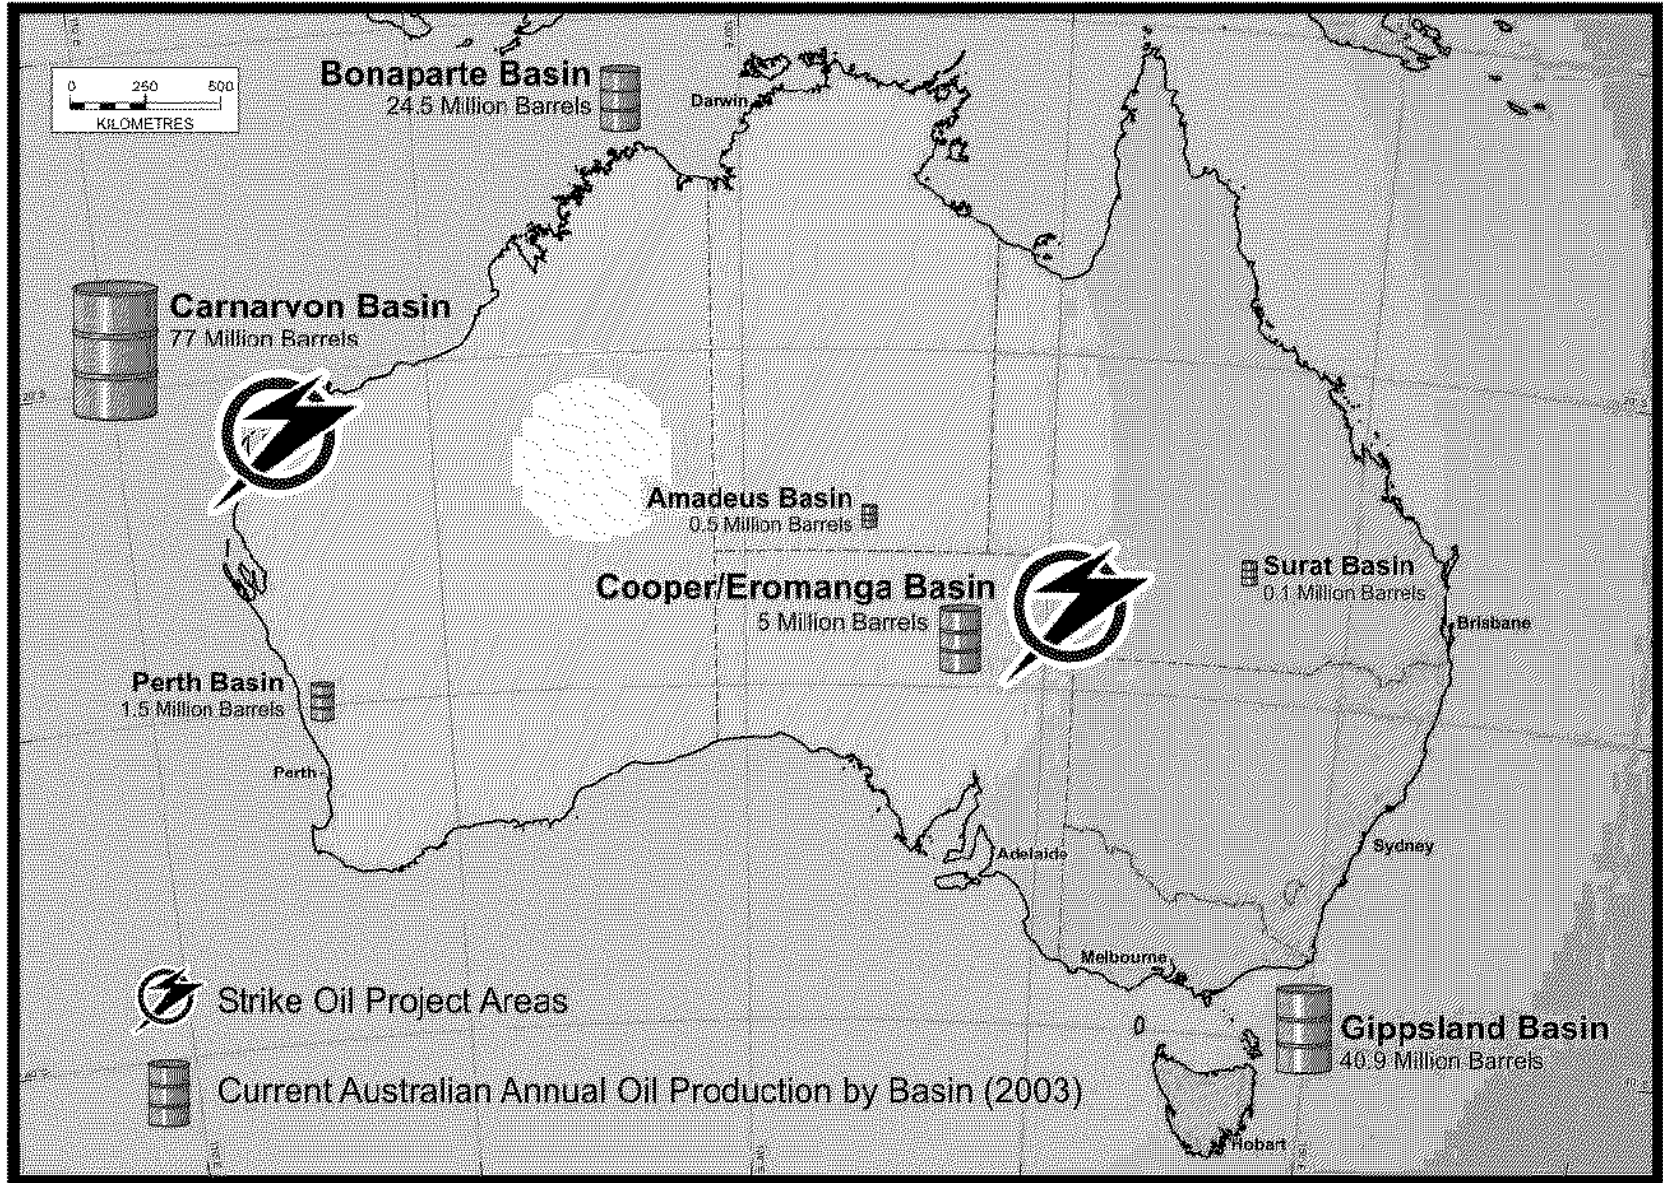 0 250 500
KILOMETRES
Bonaparte Basin
24.5 Million Barrels
Darwin
Carnarvon Basin
77 Million Barrels
Amadeus Basin
0.5 Million Barrels
Cooper/Eromanga Basin
5 Million Barrels
Surat Basin
0.1 Million Barrels
Brisbane
Perth Basin
1.5 Million Barrels
Perth
Adelaide
Sydney
Melbourne
Strike Oil Project Areas
Gippsland Basin
40.9 Million Barrels
Current Australian Annual Oil Production by Basin (2003)
Hobart